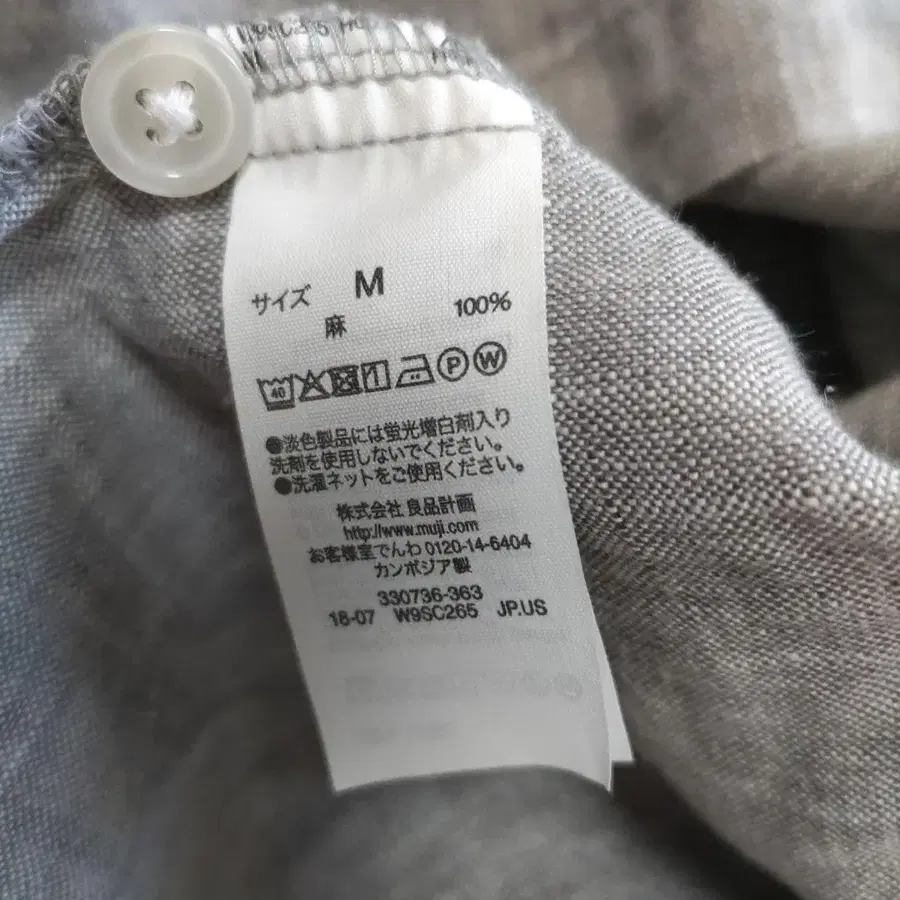 サイズ M
麻 100%
40 P W
●淡色製品には蛍光増白剤入り
洗剤を使用しないでください。
●洗濯ネットをご使用ください。
株式会社 良品計画
http://www.muji.com
お客様室でんわ 0120-14-6404
カンボジア製
330736-363
18-07 W9SC265 JP.US